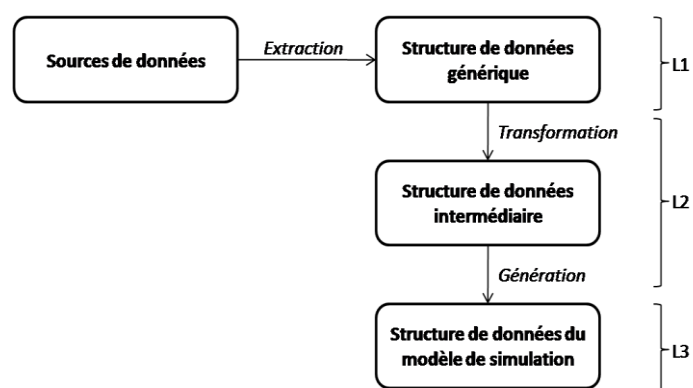 Sources de données
Extraction
Structure de données
générique
L1
Transformation
Structure de données
intermédiaire
L2
Génération
Structure de données du
modèle de simulation
L3